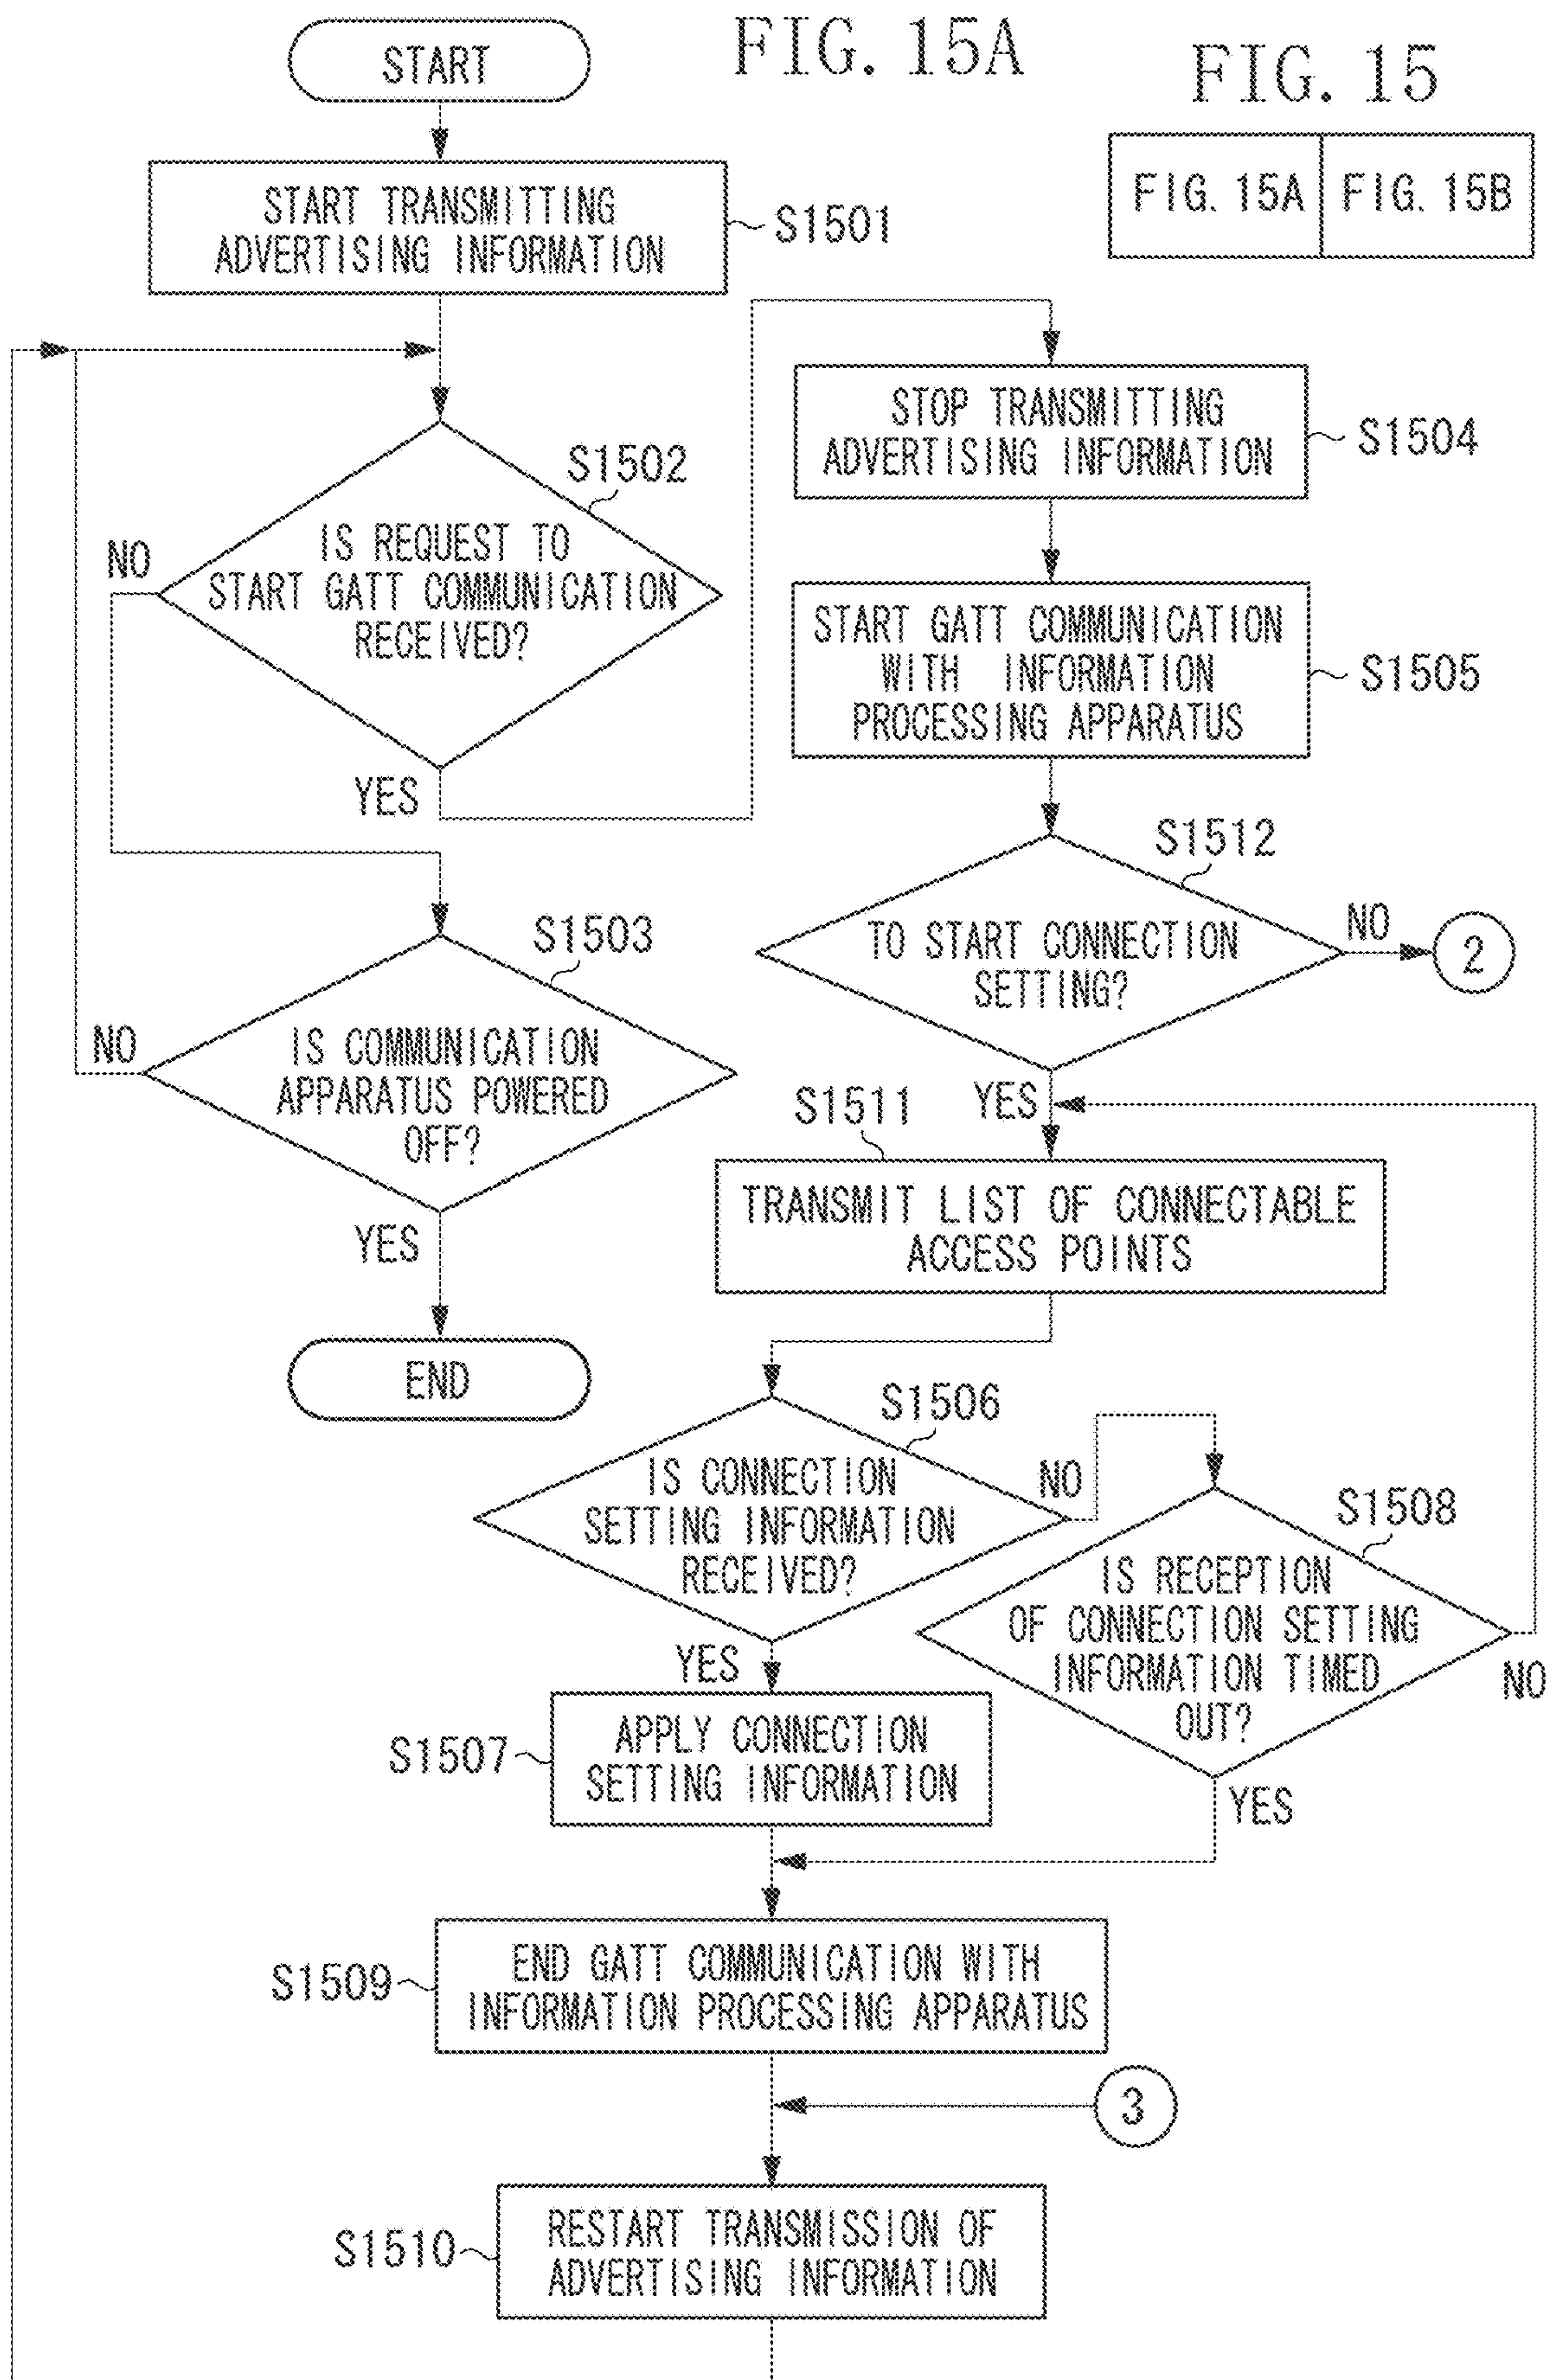 FIG. 15A
FIG. 15
FIG. 15A
FIG. 15B
START
START TRANSMITTING
ADVERTISING INFORMATION
S1501
S1502
IS REQUEST TO
START GATT COMMUNICATION
RECEIVED?
NO
YES
S1503
IS COMMUNICATION
APPARATUS POWERED
OFF?
NO
YES
END
STOP TRANSMITTING
ADVERTISING INFORMATION
S1504
START GATT COMMUNICATION
WITH INFORMATION
PROCESSING APPARATUS
S1505
S1512
TO START CONNECTION
SETTING?
NO
2
YES
S1511
TRANSMIT LIST OF CONNECTABLE
ACCESS POINTS
S1506
IS CONNECTION
SETTING INFORMATION
RECEIVED?
NO
YES
S1508
IS RECEPTION
OF CONNECTION SETTING
INFORMATION TIMED
OUT?
NO
YES
S1507
APPLY CONNECTION
SETTING INFORMATION
S1509
END GATT COMMUNICATION WITH
INFORMATION PROCESSING APPARATUS
3
S1510
RESTART TRANSMISSION OF
ADVERTISING INFORMATION